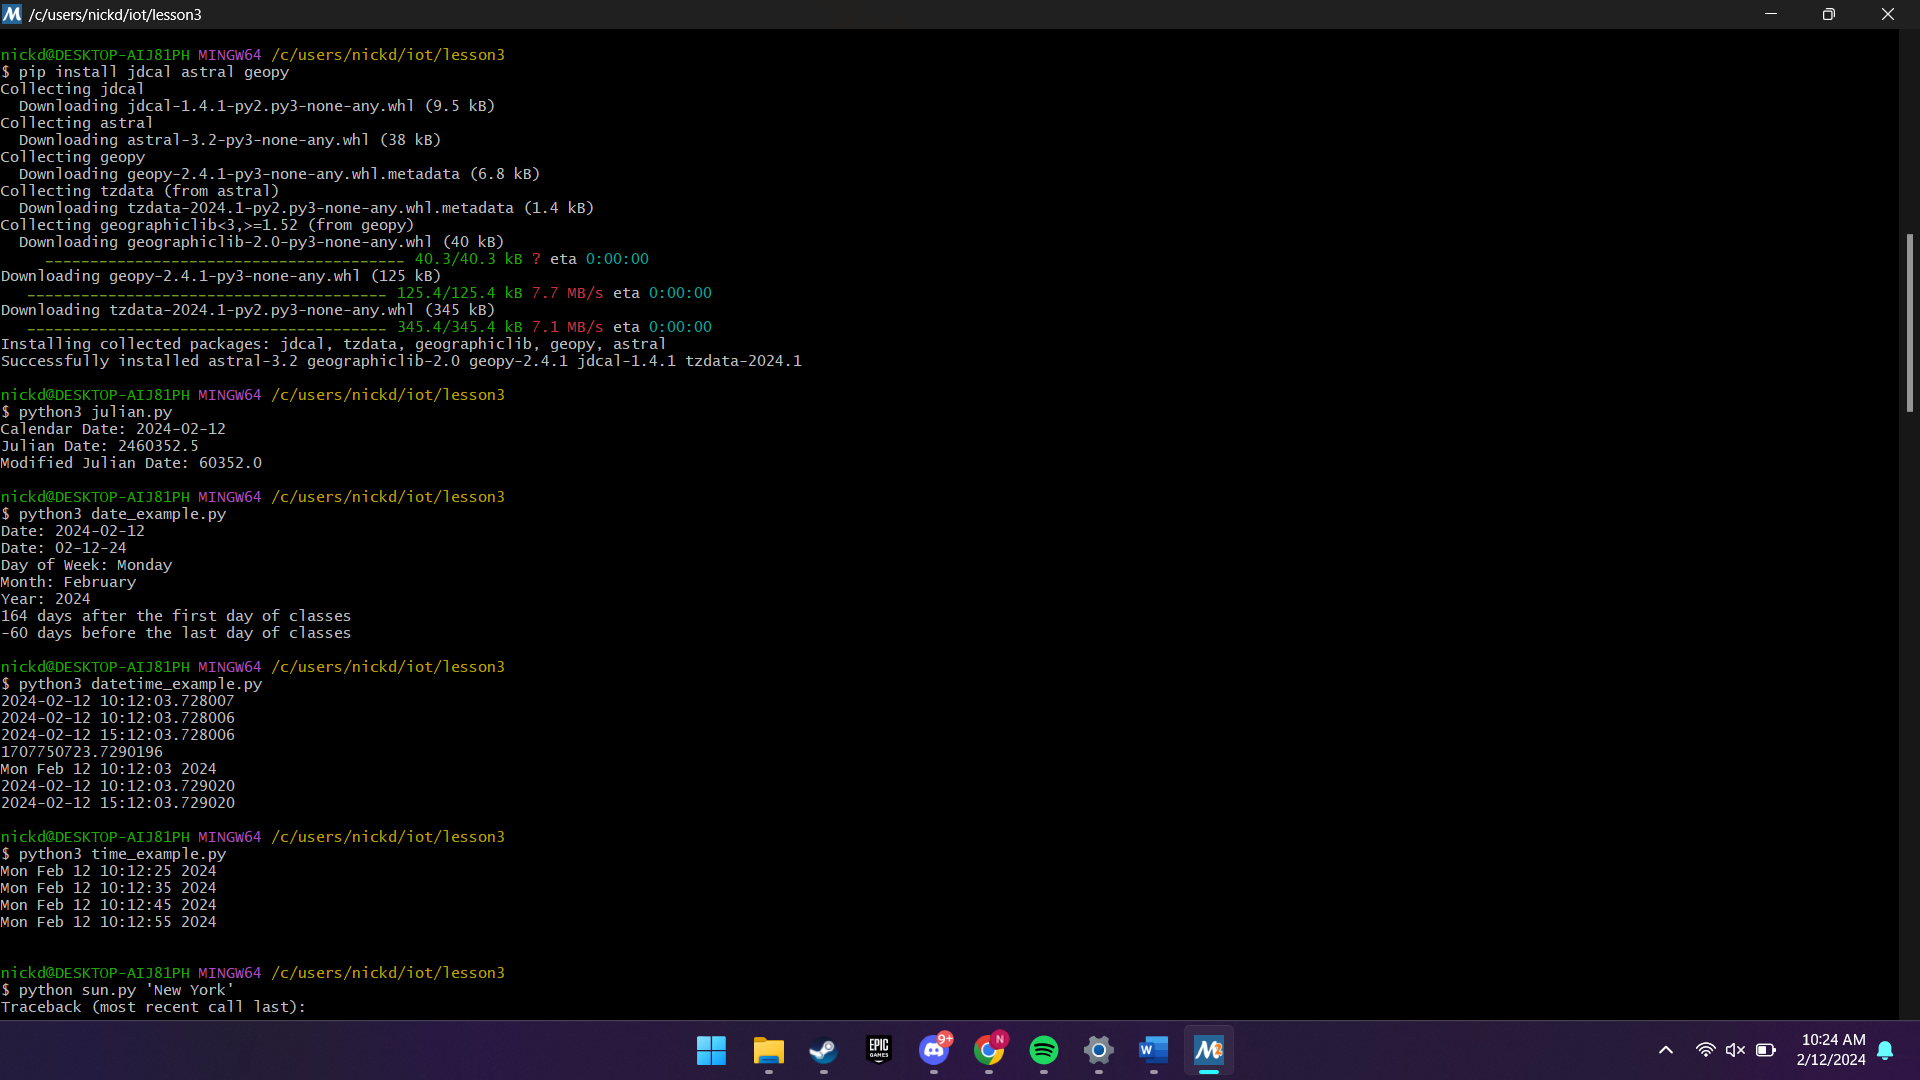 /c/users/nickd/iot/lesson3
nickd@DESKTOP-AIJ81PH MINGW64 /c/users/nickd/iot/lesson3
$ pip install jdcal astral geopy
Collecting jdcal
  Downloading jdcal-1.4.1-py2.py3-none-any.whl (9.5 kB)
Collecting astral
  Downloading astral-3.2-py3-none-any.whl (38 kB)
Collecting geopy
  Downloading geopy-2.4.1-py3-none-any.whl.metadata (6.8 kB)
Collecting tzdata (from astral)
  Downloading tzdata-2024.1-py2.py3-none-any.whl.metadata (1.4 kB)
Collecting geographiclib<3,>=1.52 (from geopy)
  Downloading geographiclib-2.0-py3-none-any.whl (40 kB)
     ---------------------------------------- 40.3/40.3 kB ? eta 0:00:00
Downloading geopy-2.4.1-py3-none-any.whl (125 kB)
   ---------------------------------------- 125.4/125.4 kB 7.7 MB/s eta 0:00:00
Downloading tzdata-2024.1-py2.py3-none-any.whl (345 kB)
   ---------------------------------------- 345.4/345.4 kB 7.1 MB/s eta 0:00:00
Installing collected packages: jdcal, tzdata, geographiclib, geopy, astral
Successfully installed astral-3.2 geographiclib-2.0 geopy-2.4.1 jdcal-1.4.1 tzdata-2024.1
nickd@DESKTOP-AIJ81PH MINGW64 /c/users/nickd/iot/lesson3
$ python3 julian.py
Calendar Date: 2024-02-12
Julian Date: 2460352.5
Modified Julian Date: 60352.0
nickd@DESKTOP-AIJ81PH MINGW64 /c/users/nickd/iot/lesson3
$ python3 date_example.py
Date: 2024-02-12
Date: 02-12-24
Day of Week: Monday
Month: February
Year: 2024
164 days after the first day of classes
-60 days before the last day of classes
nickd@DESKTOP-AIJ81PH MINGW64 /c/users/nickd/iot/lesson3
$ python3 datetime_example.py
2024-02-12 10:12:03.728007
2024-02-12 10:12:03.728006
2024-02-12 15:12:03.728006
1707750723.7290196
Mon Feb 12 10:12:03 2024
2024-02-12 10:12:03.729020
2024-02-12 15:12:03.729020
nickd@DESKTOP-AIJ81PH MINGW64 /c/users/nickd/iot/lesson3
$ python3 time_example.py
Mon Feb 12 10:12:25 2024
Mon Feb 12 10:12:35 2024
Mon Feb 12 10:12:45 2024
Mon Feb 12 10:12:55 2024
nickd@DESKTOP-AIJ81PH MINGW64 /c/users/nickd/iot/lesson3
$ python sun.py 'New York'
Traceback (most recent call last):
EPIC GAMES
9+
N
W
10:24 AM
2/12/2024